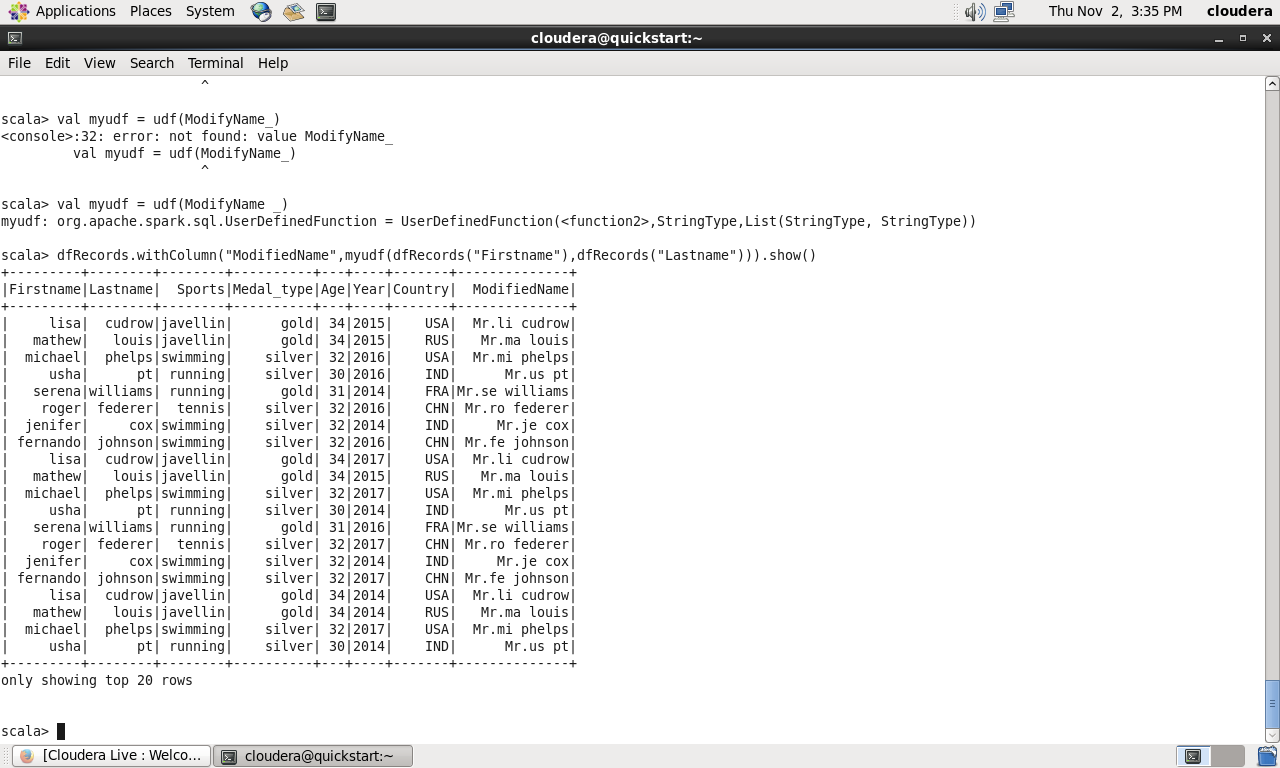 Applications Places System Thu Nov 2, 3:35 PM cloudera
cloudera@quickstart:~
File Edit View Search Terminal Help
^
scala> val myudf = udf(ModifyName_)
<console>:32: error: not found: value ModifyName_
         val myudf = udf(ModifyName_)
                         ^
scala> val myudf = udf(ModifyName _)
myudf: org.apache.spark.sql.UserDefinedFunction = UserDefinedFunction(<function2>,StringType,List(StringType, StringType))
scala> dfRecords.withColumn("ModifiedName",myudf(dfRecords("Firstname"),dfRecords("Lastname"))).show()
+---------+--------+--------+----------+---+----+-------+--------------+
|Firstname|Lastname|  Sports|Medal_type|Age|Year|Country|  ModifiedName|
+---------+--------+--------+----------+---+----+-------+--------------+
|     lisa|  cudrow|javellin|      gold| 34|2015|    USA|  Mr.li cudrow|
|   mathew|   louis|javellin|      gold| 34|2015|    RUS|   Mr.ma louis|
|  michael|  phelps|swimming|    silver| 32|2016|    USA|  Mr.mi phelps|
|     usha|      pt| running|    silver| 30|2016|    IND|      Mr.us pt|
|   serena|williams| running|      gold| 31|2014|    FRA|Mr.se williams|
|    roger| federer|  tennis|    silver| 32|2016|    CHN| Mr.ro federer|
|  jenifer|     cox|swimming|    silver| 32|2014|    IND|     Mr.je cox|
| fernando| johnson|swimming|    silver| 32|2016|    CHN| Mr.fe johnson|
|     lisa|  cudrow|javellin|      gold| 34|2017|    USA|  Mr.li cudrow|
|   mathew|   louis|javellin|      gold| 34|2015|    RUS|   Mr.ma louis|
|  michael|  phelps|swimming|    silver| 32|2017|    USA|  Mr.mi phelps|
|     usha|      pt| running|    silver| 30|2014|    IND|      Mr.us pt|
|   serena|williams| running|      gold| 31|2016|    FRA|Mr.se williams|
|    roger| federer|  tennis|    silver| 32|2017|    CHN| Mr.ro federer|
|  jenifer|     cox|swimming|    silver| 32|2014|    IND|     Mr.je cox|
| fernando| johnson|swimming|    silver| 32|2017|    CHN| Mr.fe johnson|
|     lisa|  cudrow|javellin|      gold| 34|2014|    USA|  Mr.li cudrow|
|   mathew|   louis|javellin|      gold| 34|2014|    RUS|   Mr.ma louis|
|  michael|  phelps|swimming|    silver| 32|2017|    USA|  Mr.mi phelps|
|     usha|      pt| running|    silver| 30|2014|    IND|      Mr.us pt|
+---------+--------+--------+----------+---+----+-------+--------------+
only showing top 20 rows
scala>
[Cloudera Live : Welco... cloudera@quickstart:~